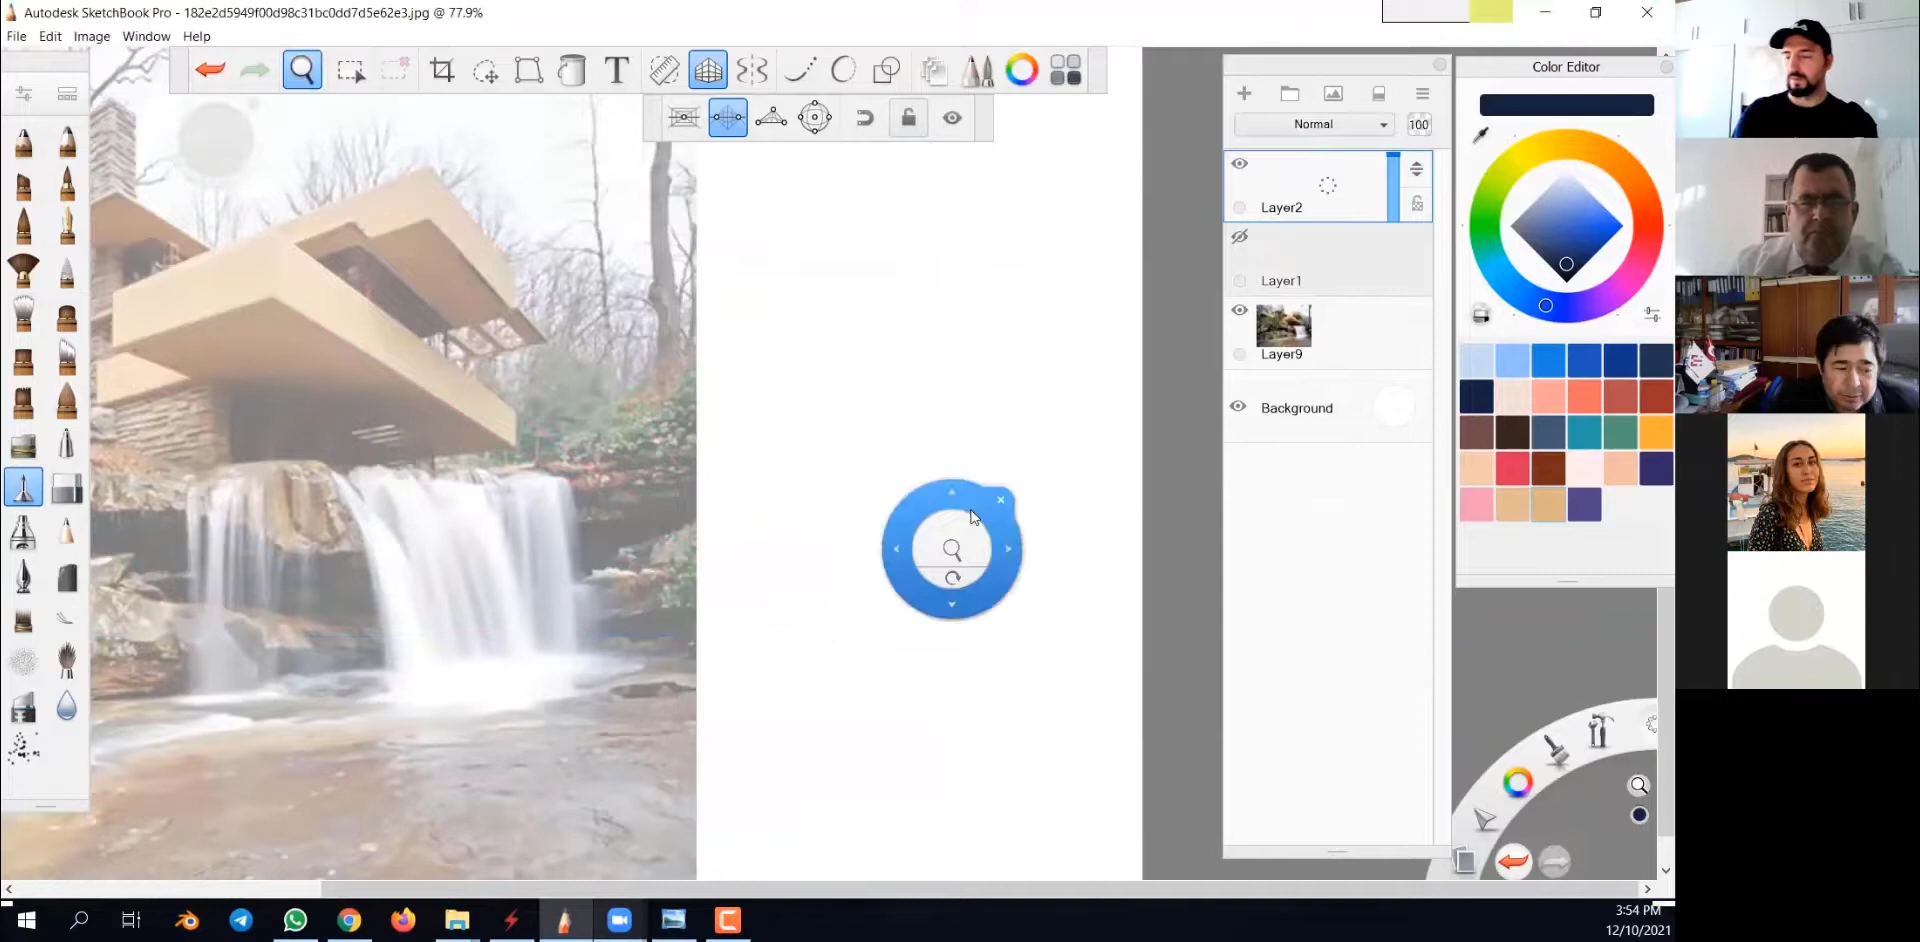 Autodesk SketchBook Pro - 182e2d5949f00d98c31bc0dd7d5e62e3.jpg @ 77.9%
File Edit Image Window Help
T
Color Editor
Normal
100
Layer2
Layer1
Layer9
Background
3:54 PM
12/10/2021